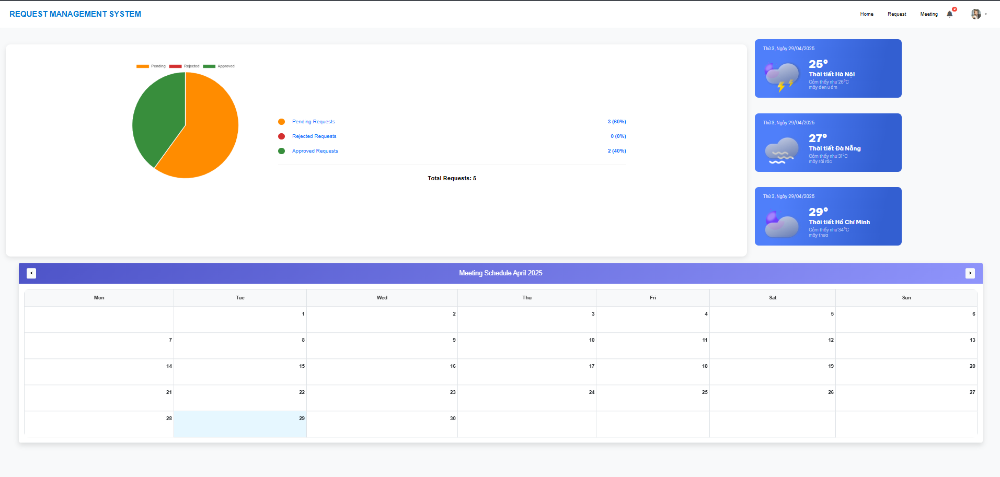 REQUEST MANAGEMENT SYSTEM
Home Request Meeting 2
Pending Rejected Approved
Pending Requests 3 (60%)
Rejected Requests 0 (0%)
Approved Requests 2 (40%)
Total Requests: 5
Thứ 3, Ngày 29/04/2025
25°
Thời tiết Hà Nội
Cảm thấy như 26°C
mây đen u ám
Thứ 3, Ngày 29/04/2025
27°
Thời tiết Đà Nẵng
Cảm thấy như 31°C
mây rải rác
Thứ 3, Ngày 29/04/2025
29°
Thời tiết Hồ Chí Minh
Cảm thấy như 34°C
mây thưa
< Meeting Schedule April 2025 >
Mon Tue Wed Thu Fri Sat Sun
1 2 3 4 5 6
7 8 9 10 11 12 13
14 15 16 17 18 19 20
21 22 23 24 25 26 27
28 29 30